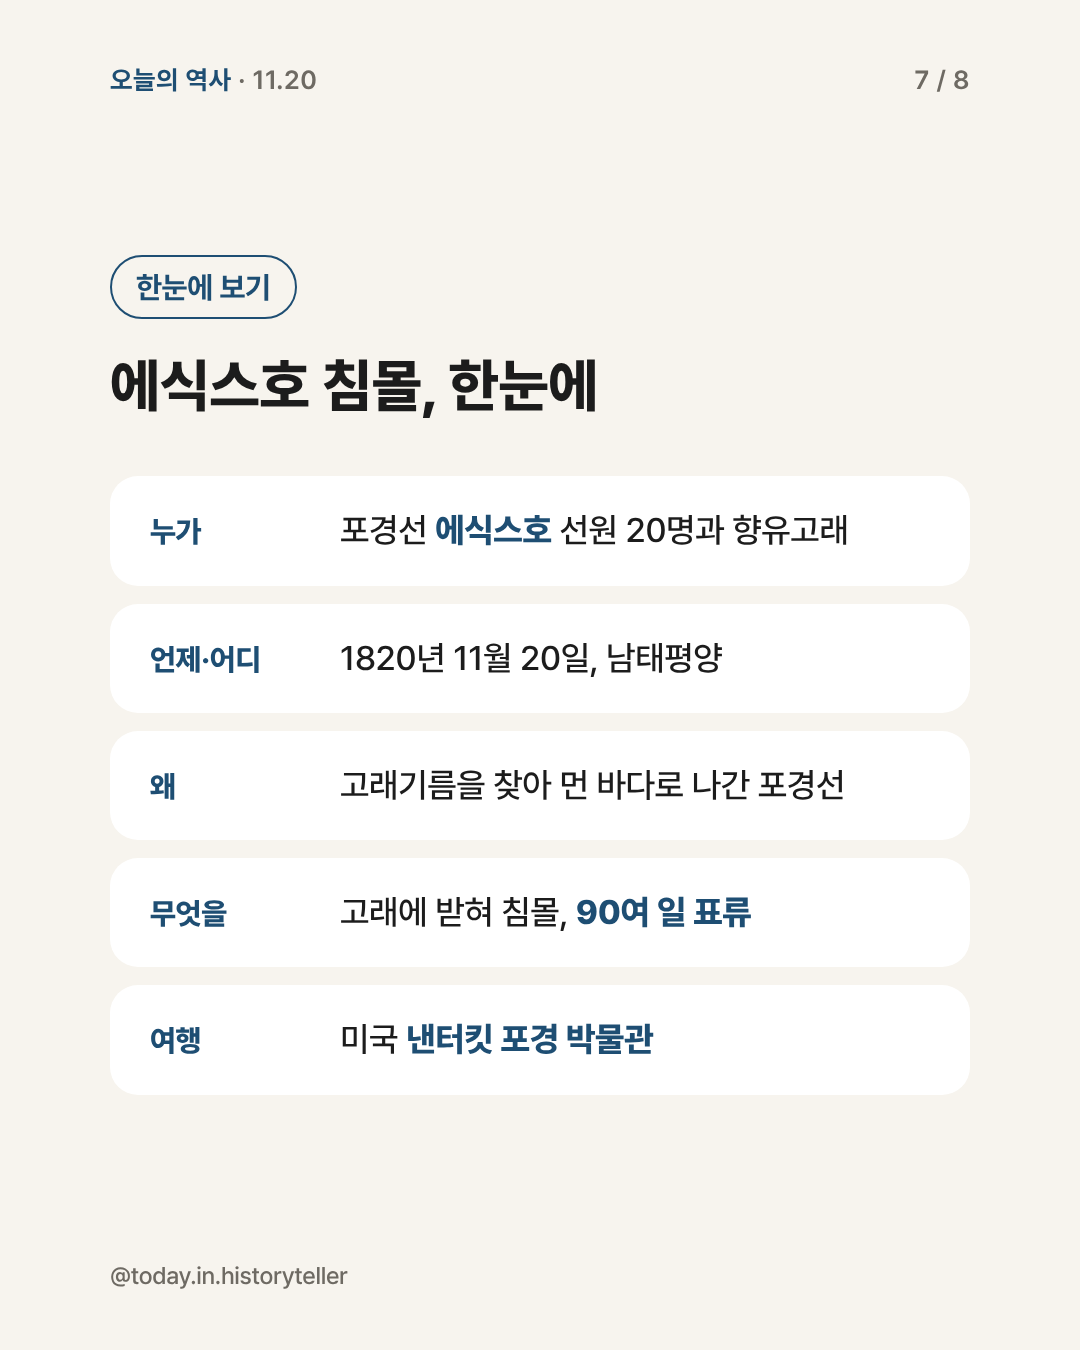 오늘의 역사 · 11.20
7 / 8
한눈에 보기
에식스호 침몰, 한눈에
누가 포경선 에식스호 선원 20명과 향유고래
언제·어디 1820년 11월 20일, 남태평양
왜 고래기름을 찾아 먼 바다로 나간 포경선
무엇을 고래에 받혀 침몰, 90여 일 표류
여행 미국 낸터킷 포경 박물관
@today.in.historyteller